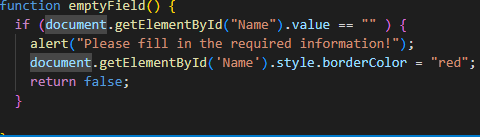 function emptyField() {
if (document.getElementById("Name").value == "" ) {
alert("Please fill in the required information!");
document.getElementById('Name').style.borderColor = "red";
return false;
}